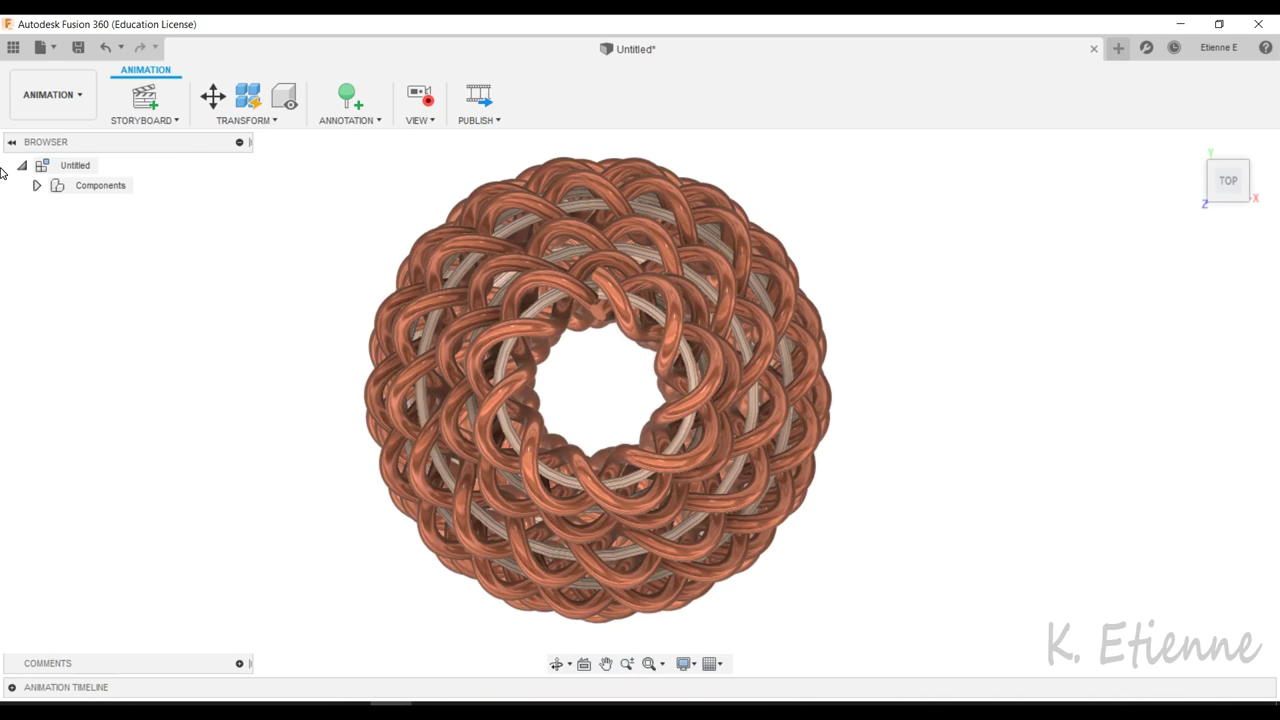 Autodesk Fusion 360 (Education License)
Untitled*
Etienne E
ANIMATION
ANIMATION
STORYBOARD
TRANSFORM
ANNOTATION
VIEW
PUBLISH
BROWSER
Untitled
Components
Y
TOP
Z
X
COMMENTS
K. Etienne
ANIMATION TIMELINE